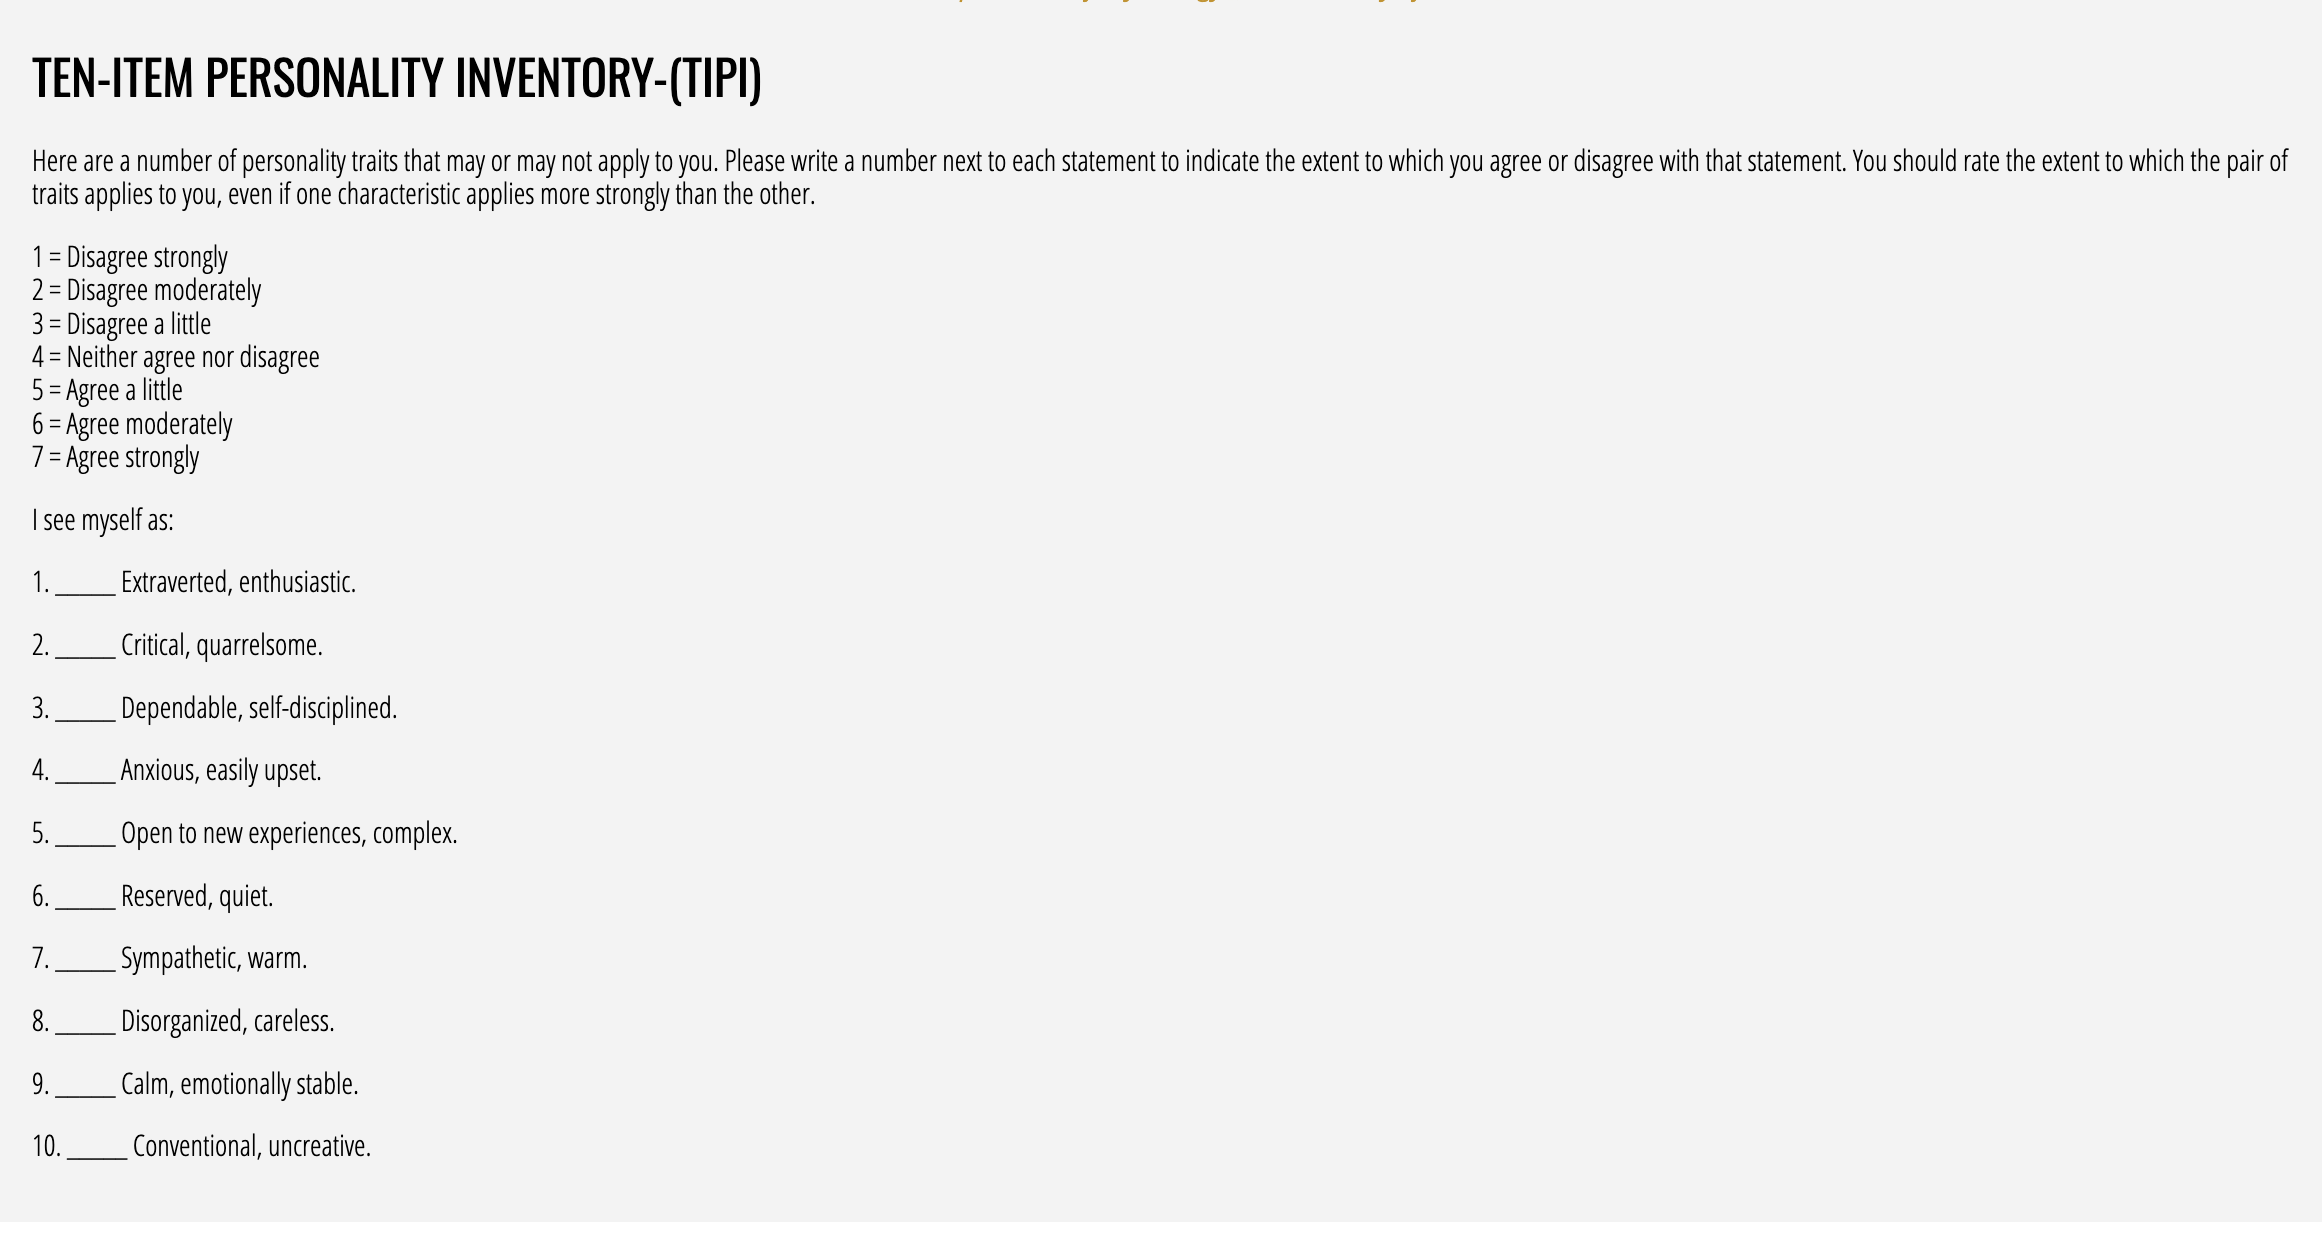 TEN-ITEM PERSONALITY INVENTORY-(TIPI)
Here are a number of personality traits that may or may not apply to you. Please write a number next to each statement to indicate the extent to which you agree or disagree with that statement. You should rate the extent to which the pair of
traits applies to you, even if one characteristic applies more strongly than the other.
1 = Disagree strongly
2 = Disagree moderately
3 = Disagree a little
4 = Neither agree nor disagree
5 = Agree a little
6 = Agree moderately
7 = Agree strongly
I see myself as:
1. _____ Extraverted, enthusiastic.
2. _____ Critical, quarrelsome.
3. _____ Dependable, self-disciplined.
4. _____ Anxious, easily upset.
5. _____ Open to new experiences, complex.
6. _____ Reserved, quiet.
7. _____ Sympathetic, warm.
8. _____ Disorganized, careless.
9. _____ Calm, emotionally stable.
10. _____ Conventional, uncreative.